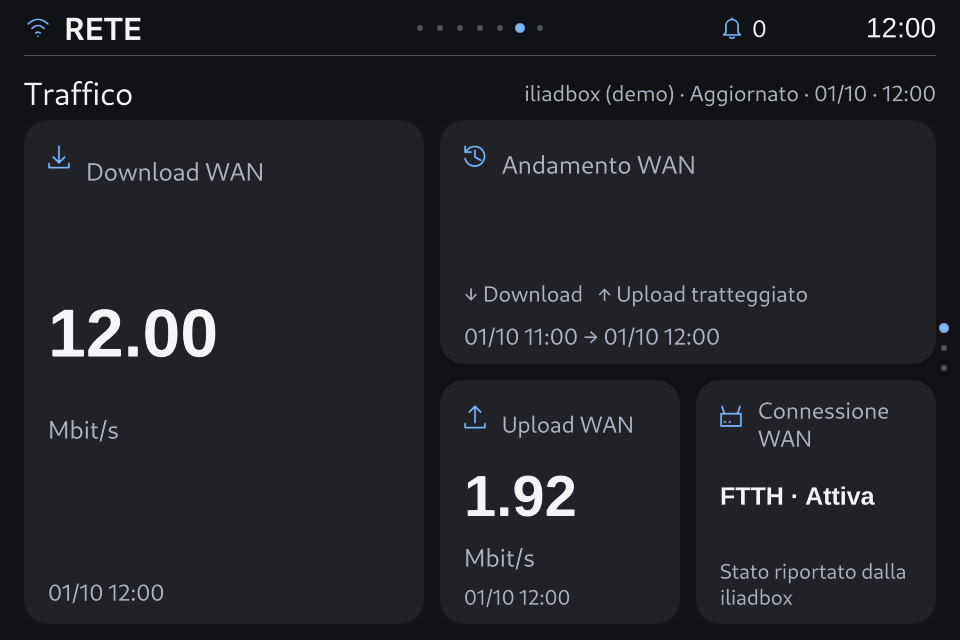 RETE
0
12:00
Traffico
iliadbox (demo) · Aggiornato · 01/10 · 12:00
Download WAN
12.00
Mbit/s
01/10 12:00
Andamento WAN
↓ Download ↑ Upload tratteggiato
01/10 11:00 → 01/10 12:00
Upload WAN
1.92
Mbit/s
01/10 12:00
Connessione
WAN
FTTH · Attiva
Stato riportato dalla
iliadbox